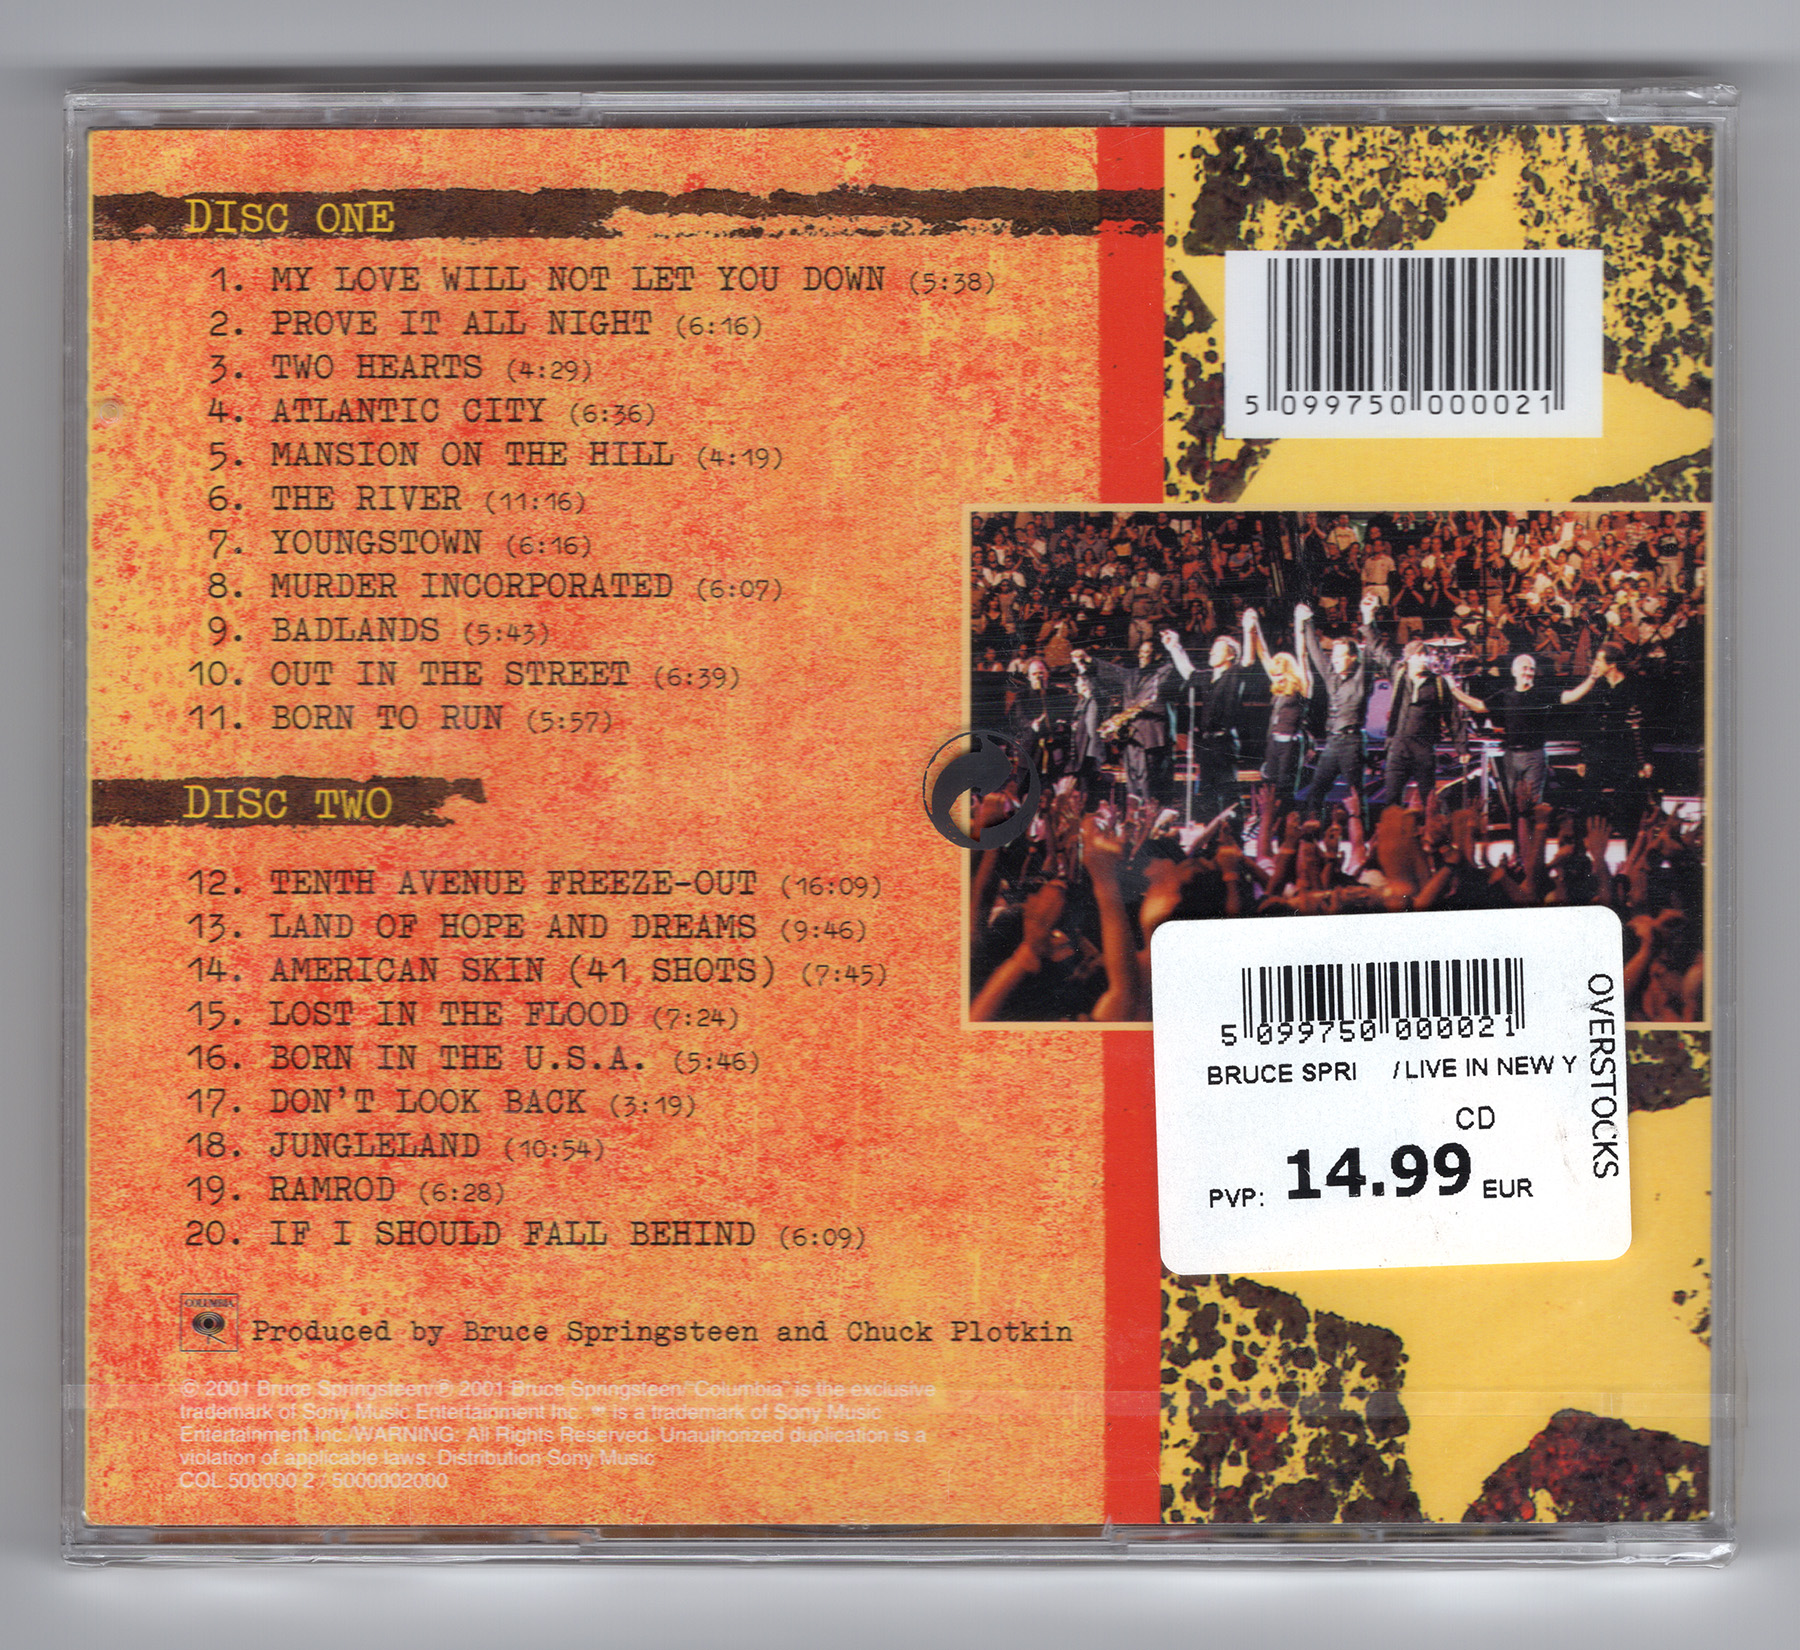 DISC ONE
1. MY LOVE WILL NOT LET YOU DOWN (5:38)
2. PROVE IT ALL NIGHT (6:16)
3. TWO HEARTS (4:29)
4. ATLANTIC CITY (6:36)
5. MANSION ON THE HILL (4:19)
6. THE RIVER (11:16)
7. YOUNGSTOWN (6:16)
8. MURDER INCORPORATED (6:07)
9. BADLANDS (5:43)
10. OUT IN THE STREET (6:39)
11. BORN TO RUN (5:57)
DISC TWO
12. TENTH AVENUE FREEZE-OUT (16:09)
13. LAND OF HOPE AND DREAMS (9:46)
14. AMERICAN SKIN (41 SHOTS) (7:45)
15. LOST IN THE FLOOD (7:24)
16. BORN IN THE U.S.A. (5:46)
17. DON'T LOOK BACK (3:19)
18. JUNGLELAND (10:54)
19. RAMROD (6:28)
20. IF I SHOULD FALL BEHIND (6:09)
COLUMBIA
Produced by Bruce Springsteen and Chuck Plotkin
© 2001 Bruce Springsteen/℗ 2001 Bruce Springsteen/"Columbia" is the exclusive
trademark of Sony Music Entertainment Inc. is a trademark of Sony Music
Entertainment Inc./WARNING: All Rights Reserved. Unauthorized duplication is a
violation of applicable laws. Distribution Sony Music
COL 500000 2 / 5000002000
5 099750 000021
5 099750 000021
BRUCE SPRI /LIVE IN NEW Y
CD
PVP: 14.99 EUR
OVERSTOCKS